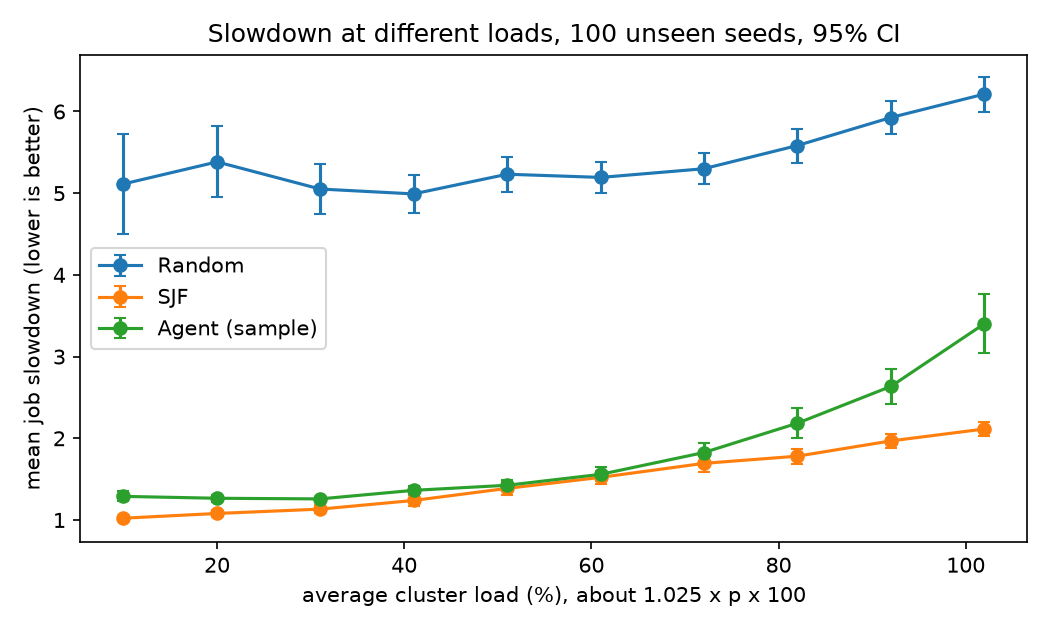 Slowdown at different loads, 100 unseen seeds, 95% CI
mean job slowdown (lower is better)
6
5
4
3
2
1
Random
SJF
Agent (sample)
20 40 60 80 100
average cluster load (%), about 1.025 x p x 100